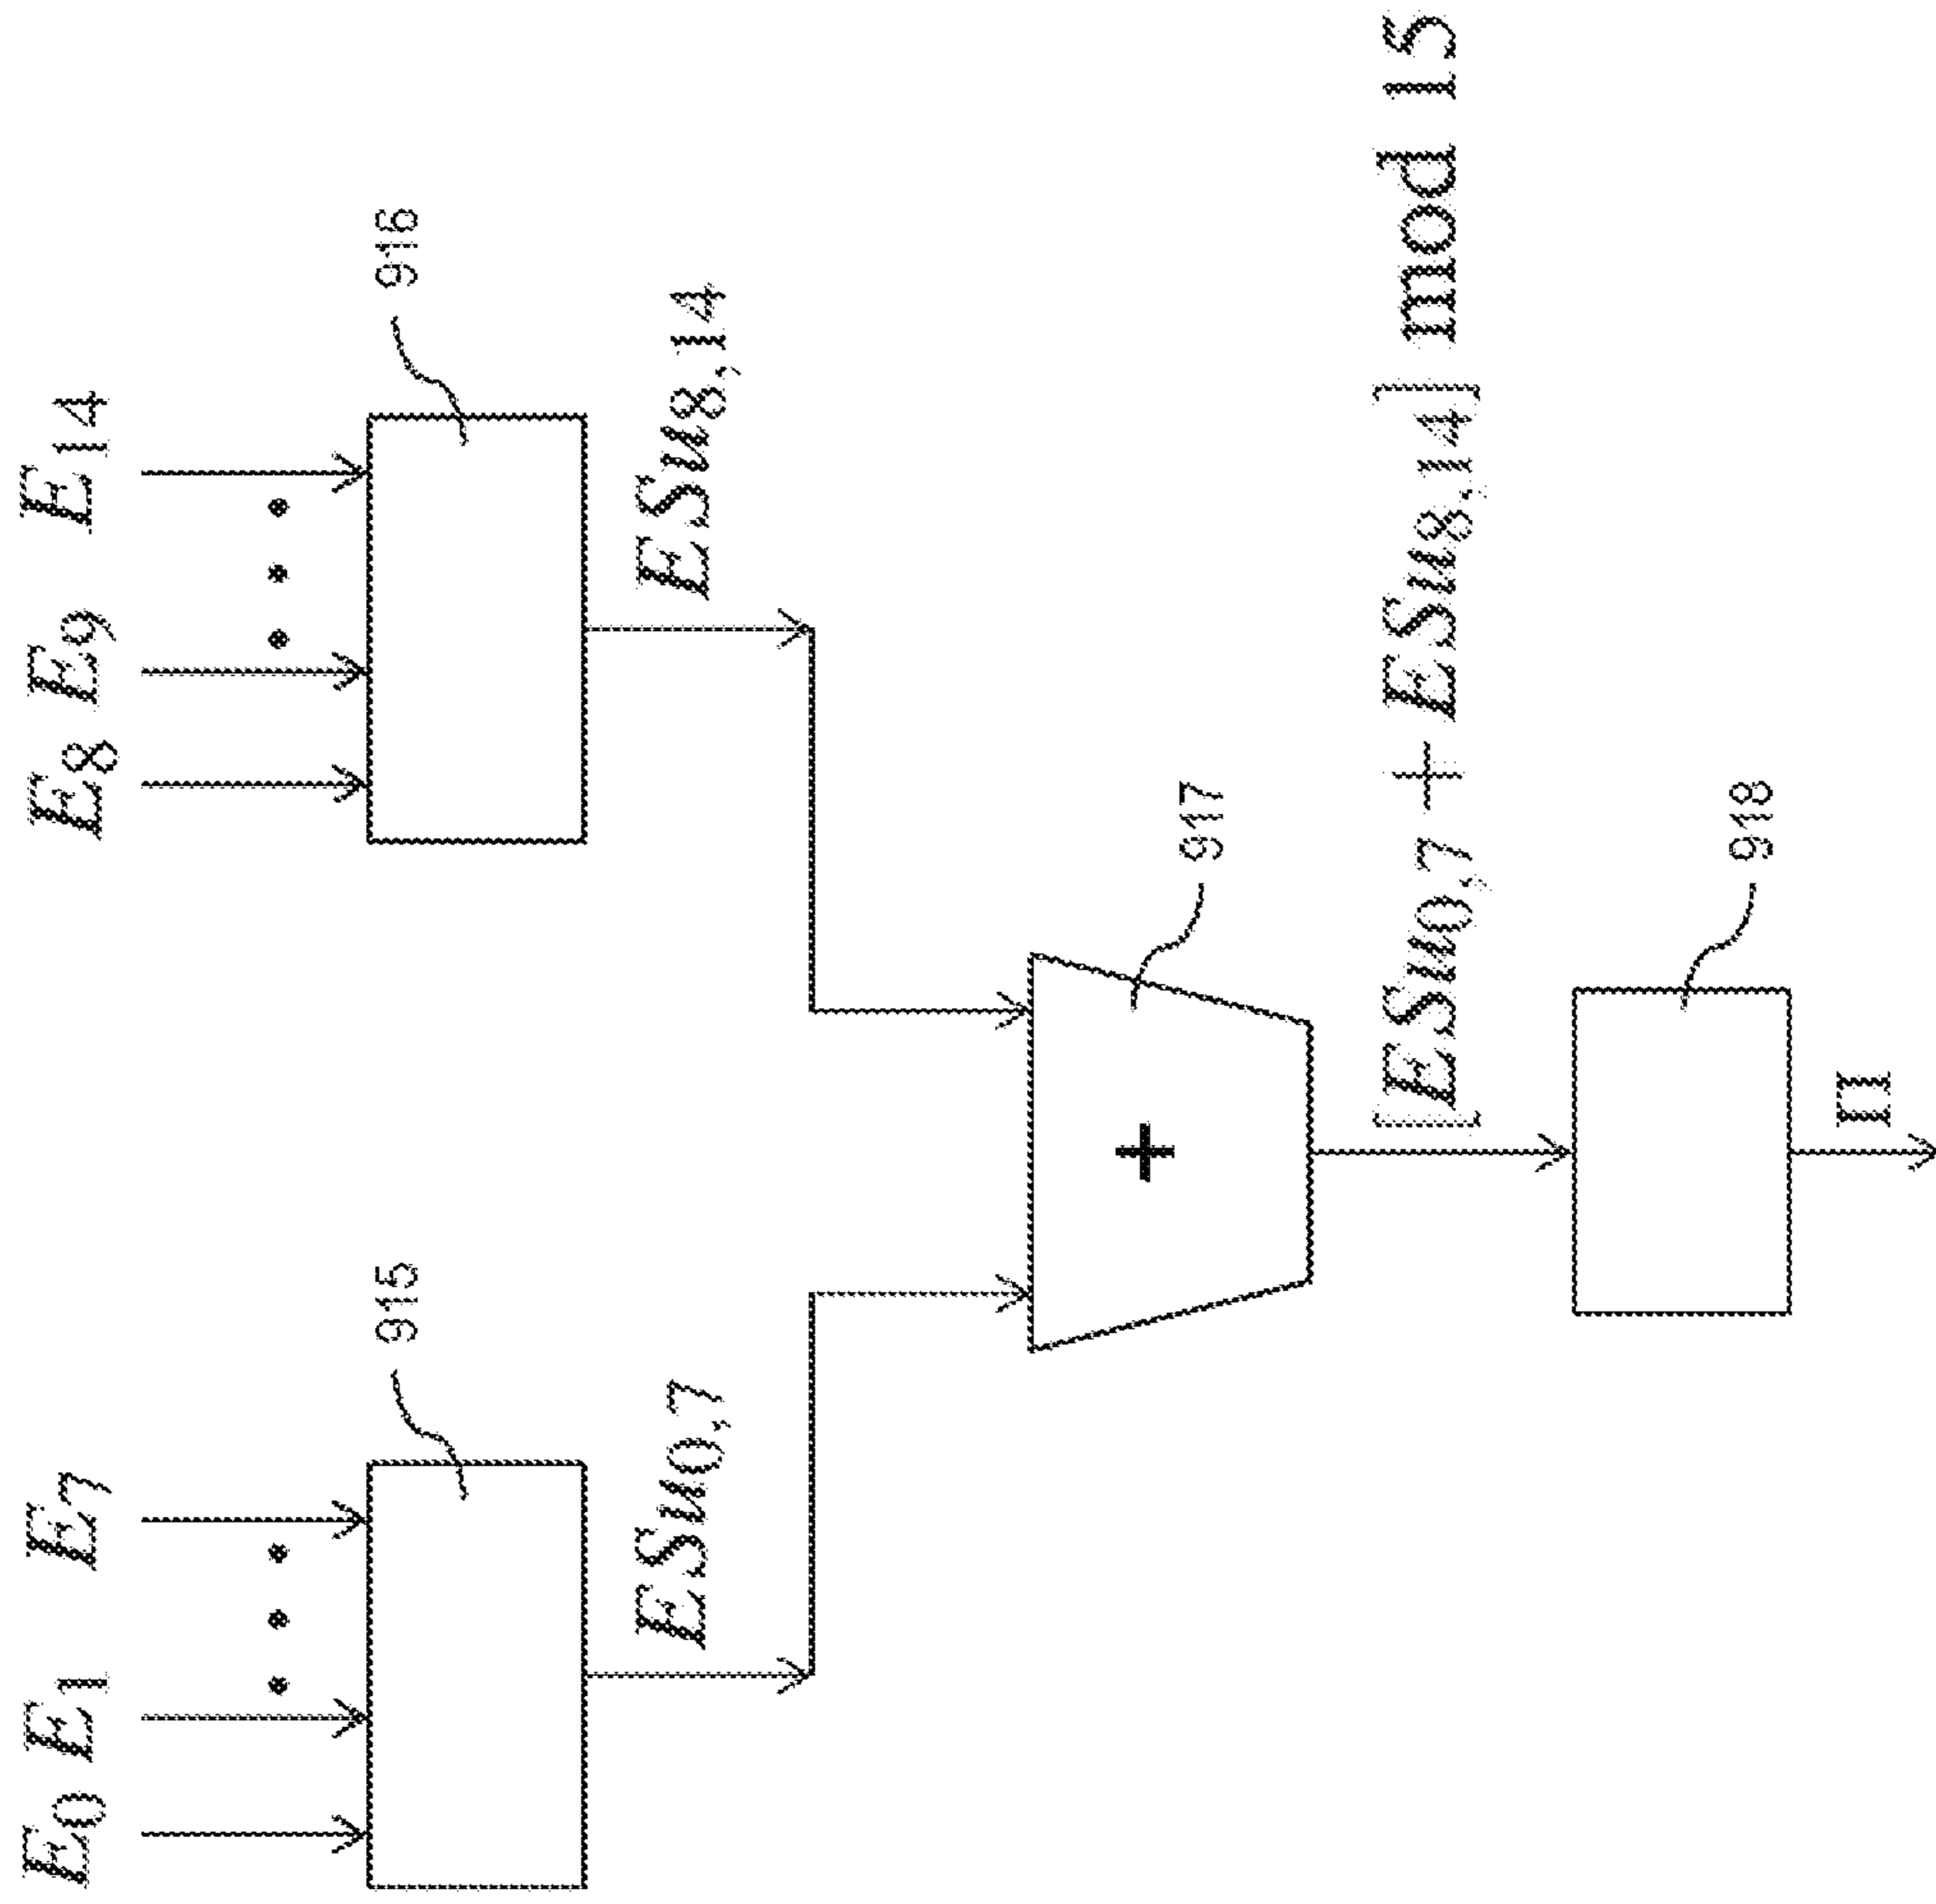 E0 E1 E7
E8 E9 E14
915
916
ESu0,7
ESu8,14
+
917
[ESu0,7 + ESu8,14] mod 15
918
Π